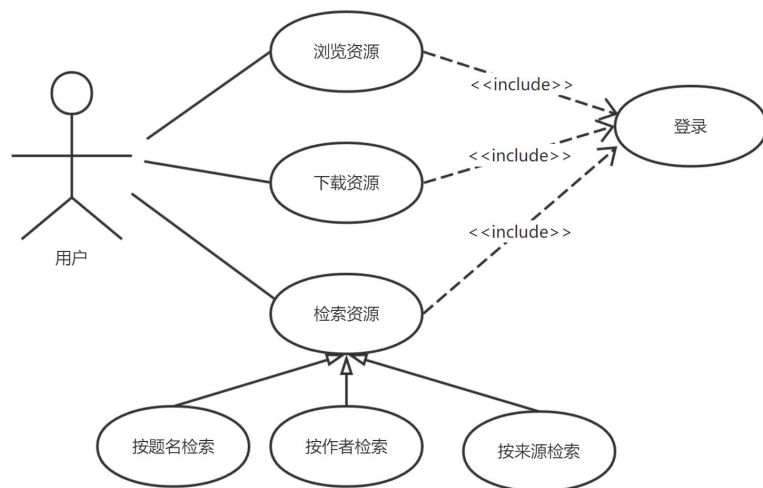 浏览资源
<<include>>
登录
下载资源
<<include>>
<<include>>
用户
检索资源
按题名检索
按作者检索
按来源检索